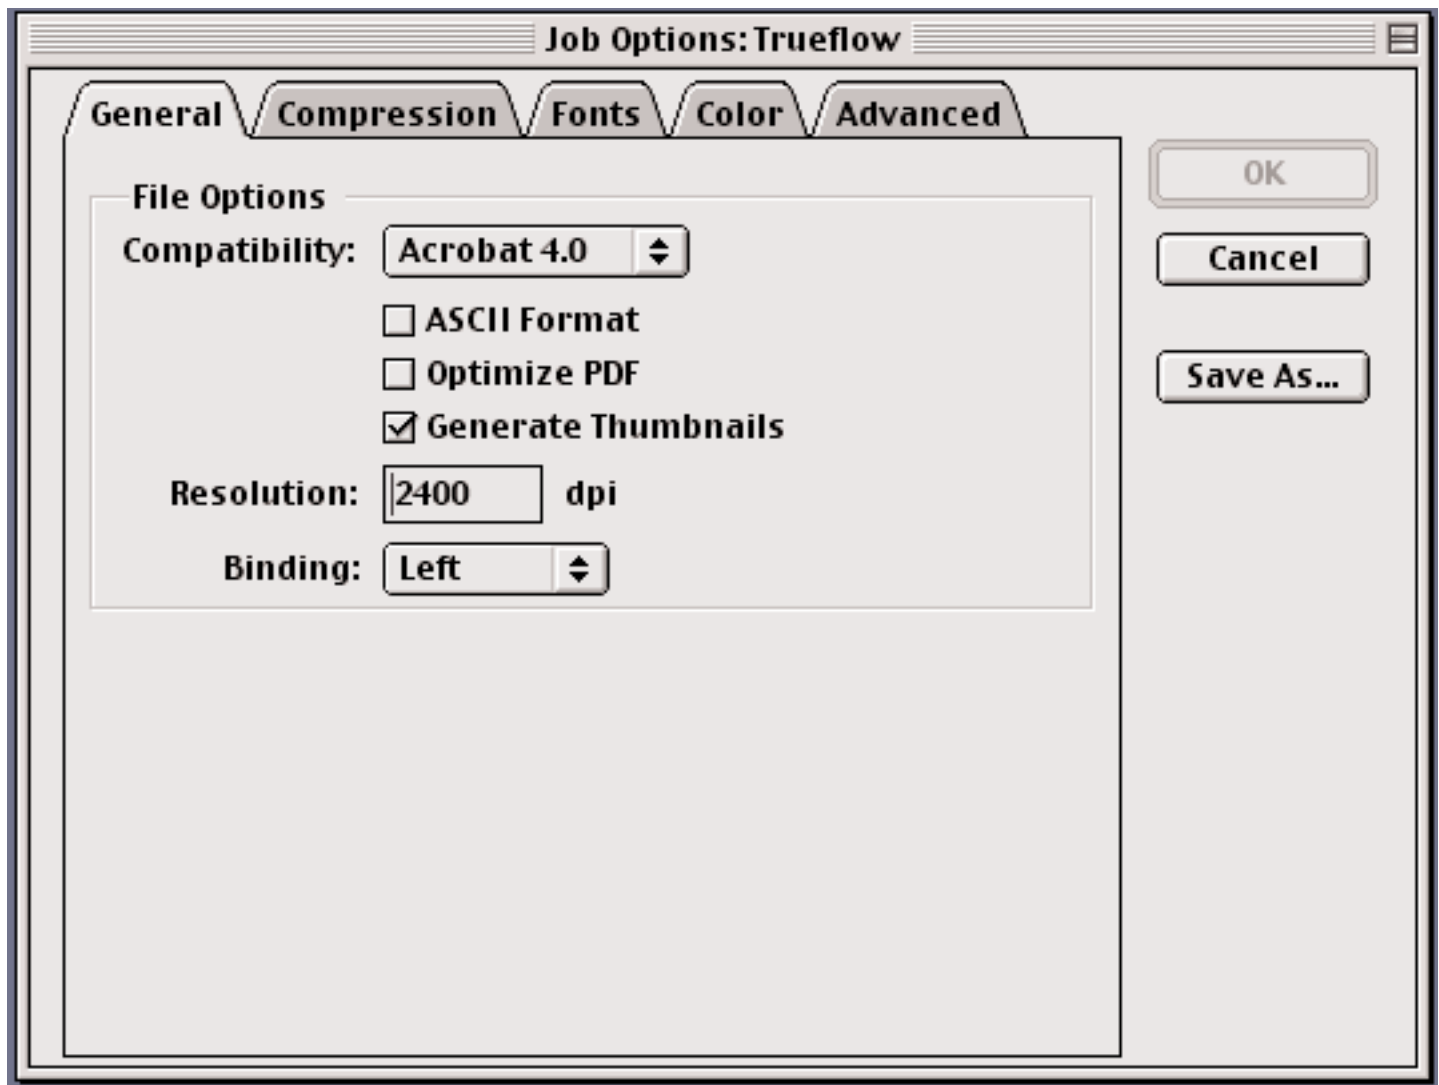 Job Options: Trueflow
General Compression Fonts Color Advanced
OK
File Options
Compatibility: Acrobat 4.0
Cancel
ASCII Format
Optimize PDF
Save As...
Generate Thumbnails
Resolution: 2400 dpi
Binding: Left